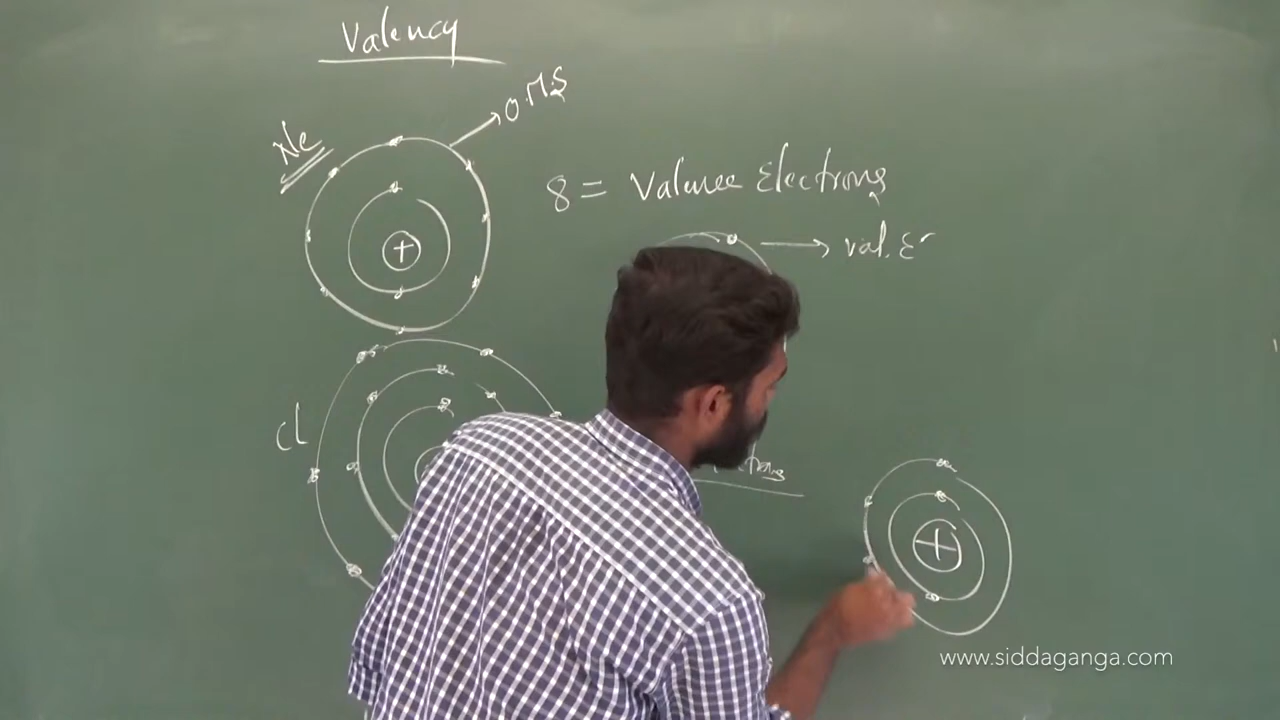 Valency
Ne
O.M.S
8 = Valence Electrons
val. e⁻
+
Cl
+
www.siddaganga.com